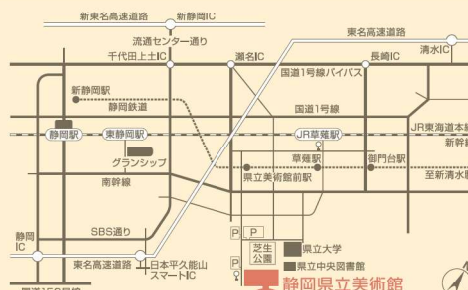 新東名高速道路
新静岡IC
東名高速道路
流通センター通り
清水IC
千代田上土IC
瀬名IC
長崎IC
国道1号線バイパス
新静岡駅
静岡鉄道
国道1号線
JR東海道本線
新幹線
静岡駅
東静岡駅
JR草薙駅
グランシップ
草薙駅
御門台駅
南幹線
県立美術館前駅
至新清水駅
静岡
IC
SBS通り
P
P
芝生
公園
県立大学
東名高速道路
日本平久能山
スマートIC
P
県立中央図書館
静岡県立美術館